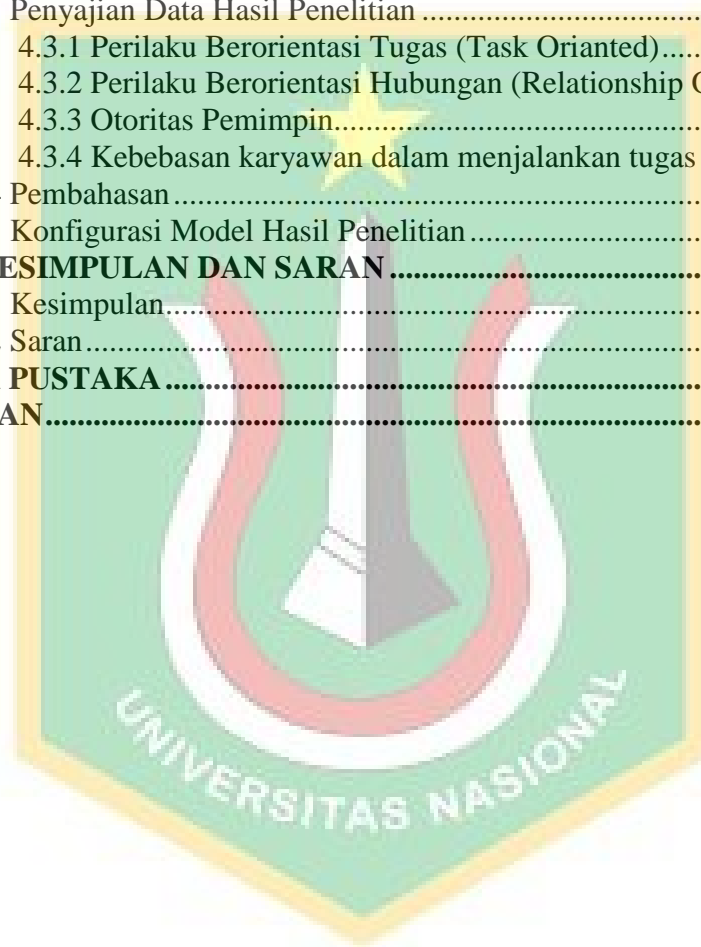 Penyajian Data Hasil Penelitian ........................................
4.3.1 Perilaku Berorientasi Tugas (Task Orianted)......
4.3.2 Perilaku Berorientasi Hubungan (Relationship
4.3.3 Otoritas Pemimpin.....................................................
4.3.4 Kebebasan karyawan dalam menjalankan tugas
Pembahasan..............................................................................
Konfigurasi Model Hasil Penelitian ..................................
ESIMPULAN DAN SARAN ..............................................
Kesimpulan................................................................................
Saran...........................................................................................
PUSTAKA ..............................................................................
AN................................................................................................
UNIVERSITAS NASIONAL